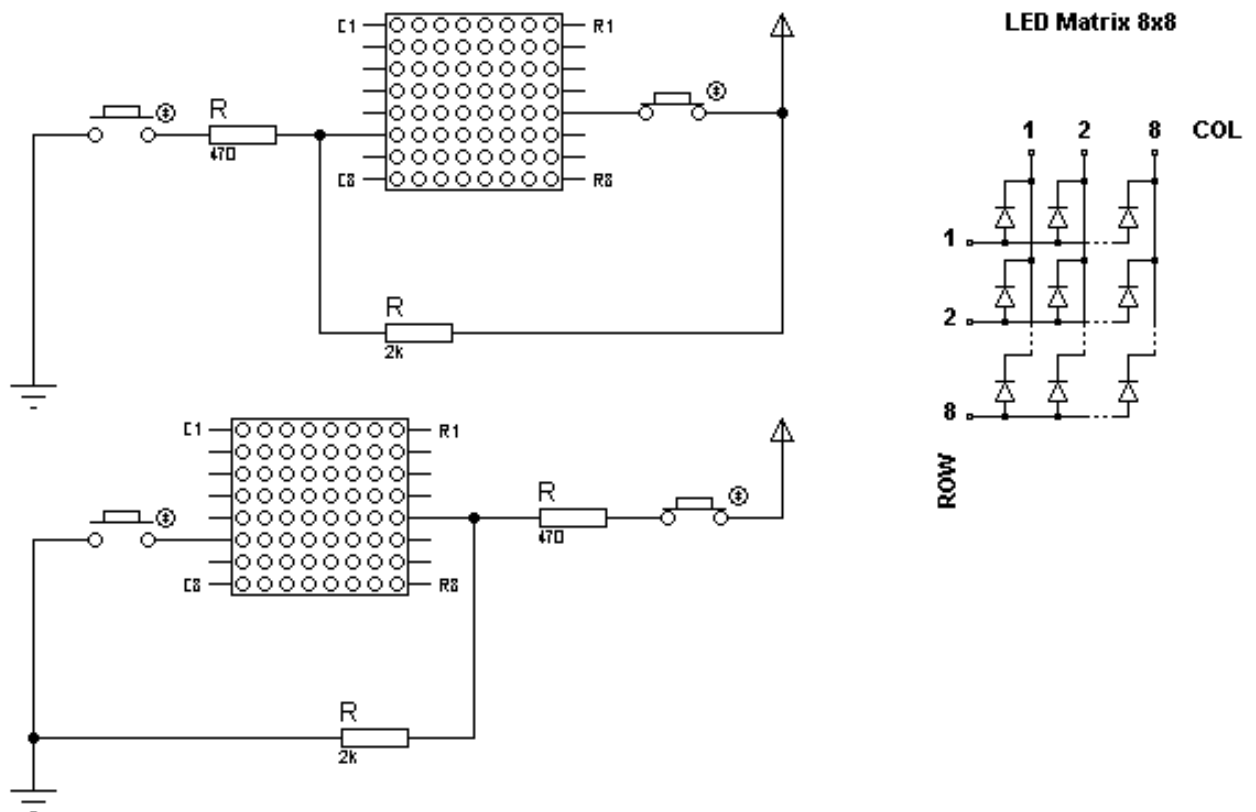 C1
R1
LED Matrix 8x8
R
470
C8
R8
1 2 8 COL
1
2
8
ROW
R
2k
C1
R1
R
470
C8
R8
R
2k